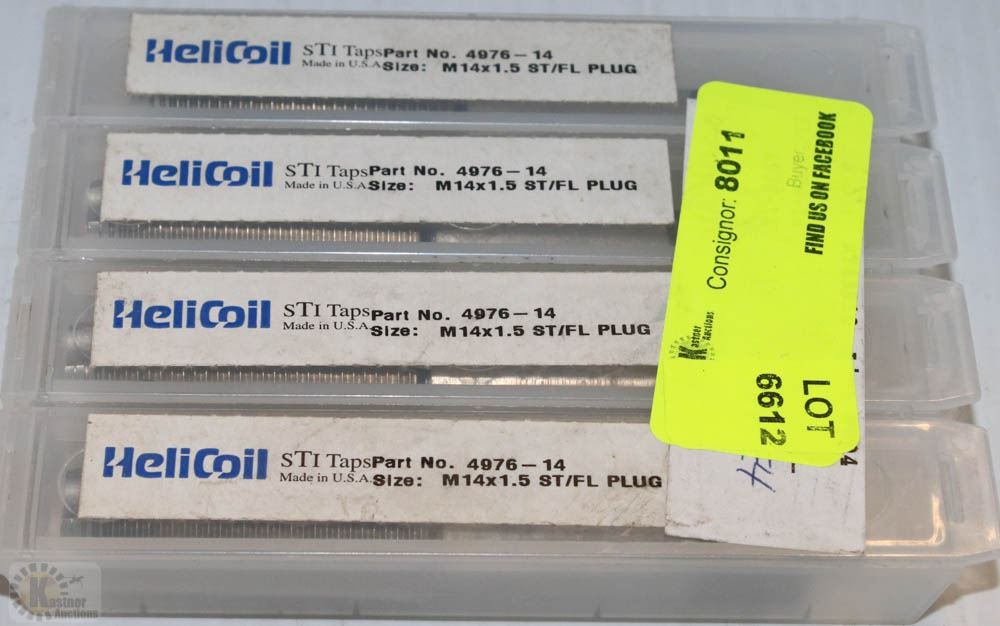 HeliCoil STI Taps Part No. 4976-14
Made in U.S.A. Size: M14x1.5 ST/FL PLUG
HeliCoil STI Taps Part No. 4976-14
Made in U.S.A. Size: M14x1.5 ST/FL PLUG
HeliCoil STI Taps Part No. 4976-14
Made in U.S.A. Size: M14x1.5 ST/FL PLUG
HeliCoil STI Taps Part No. 4976-14
Made in U.S.A. Size: M14x1.5 ST/FL PLUG
Kastner Auctions
Consignor: 8011
Buyer
FIND US ON FACEBOOK
LOT
6612
Kastner
Auctions